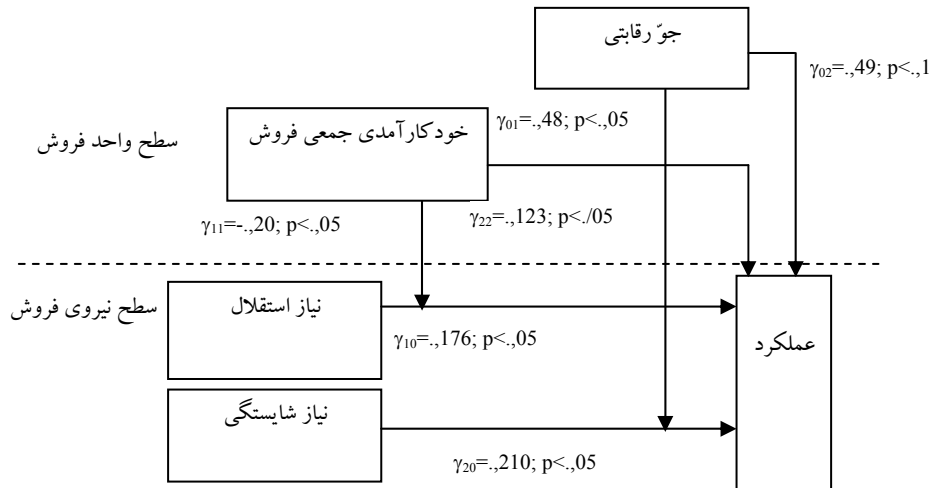 جوّ رقابتی
γ02=.,49; p<.,1
γ01=.,48; p<.,05
خودکارآمدی جمعی فروش
سطح واحد فروش
γ11=-.,20; p<.,05
γ22=.,123; p<./05
سطح نیروی فروش
نیاز استقلال
γ10=.,176; p<.,05
عملکرد
نیاز شایستگی
γ20=.,210; p<.,05